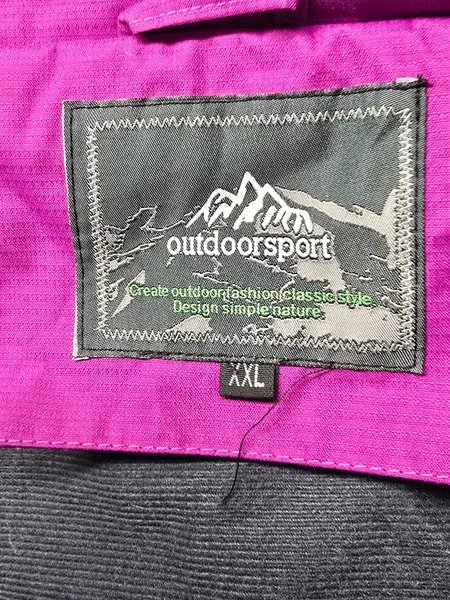 outdoorsport
Create outdoor fashion classic style
Design simple nature.
XXL